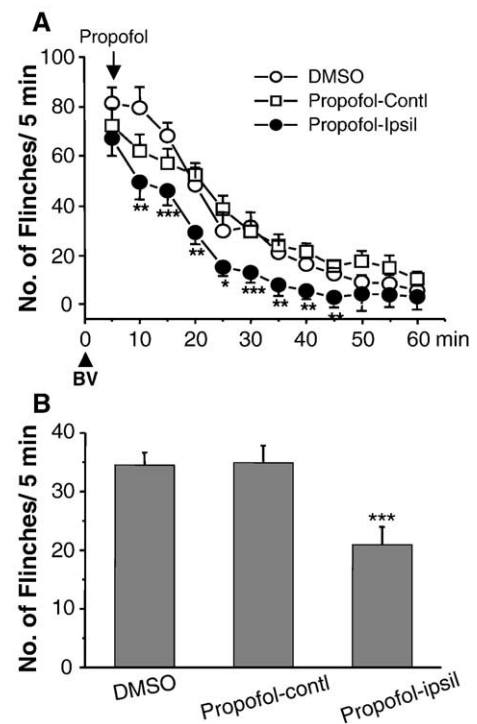 A
Propofol
No. of Flinches/ 5 min
100
80
60
40
20
0
DMSO
Propofol-Contl
Propofol-Ipsil
**
***
**
*
***
**
**
**
0 10 20 30 40 50 60 min
BV
B
No. of Flinches/ 5 min
40
30
20
10
0
***
DMSO
Propofol-contl
Propofol-ipsil